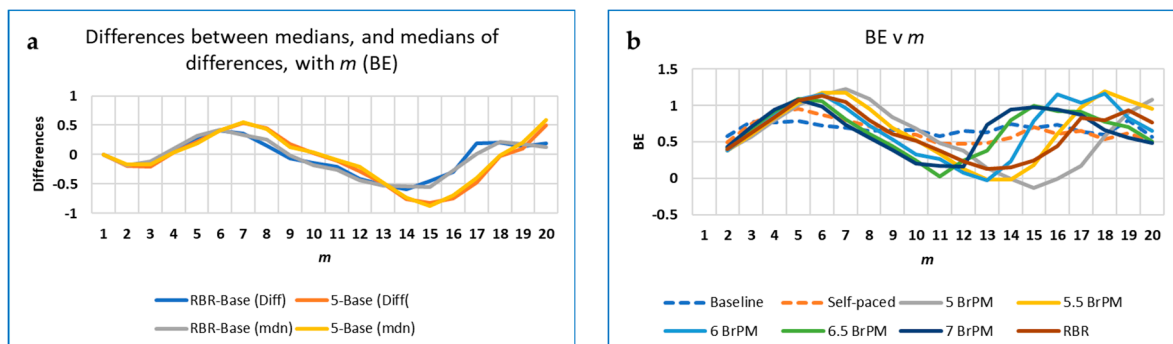 a
Differences between medians, and medians of
differences, with m (BE)
Differences
1
0.5
0
-0.5
-1
1 2 3 4 5 6 7 8 9 10 11 12 13 14 15 16 17 18 19 20
m
RBR-Base (Diff) 5-Base (Diff(
RBR-Base (mdn) 5-Base (mdn)
b
BE v m
BE
1.5
1
0.5
0
-0.5
1 2 3 4 5 6 7 8 9 10 11 12 13 14 15 16 17 18 19 20
m
Baseline Self-paced 5 BrPM 5.5 BrPM
6 BrPM 6.5 BrPM 7 BrPM RBR